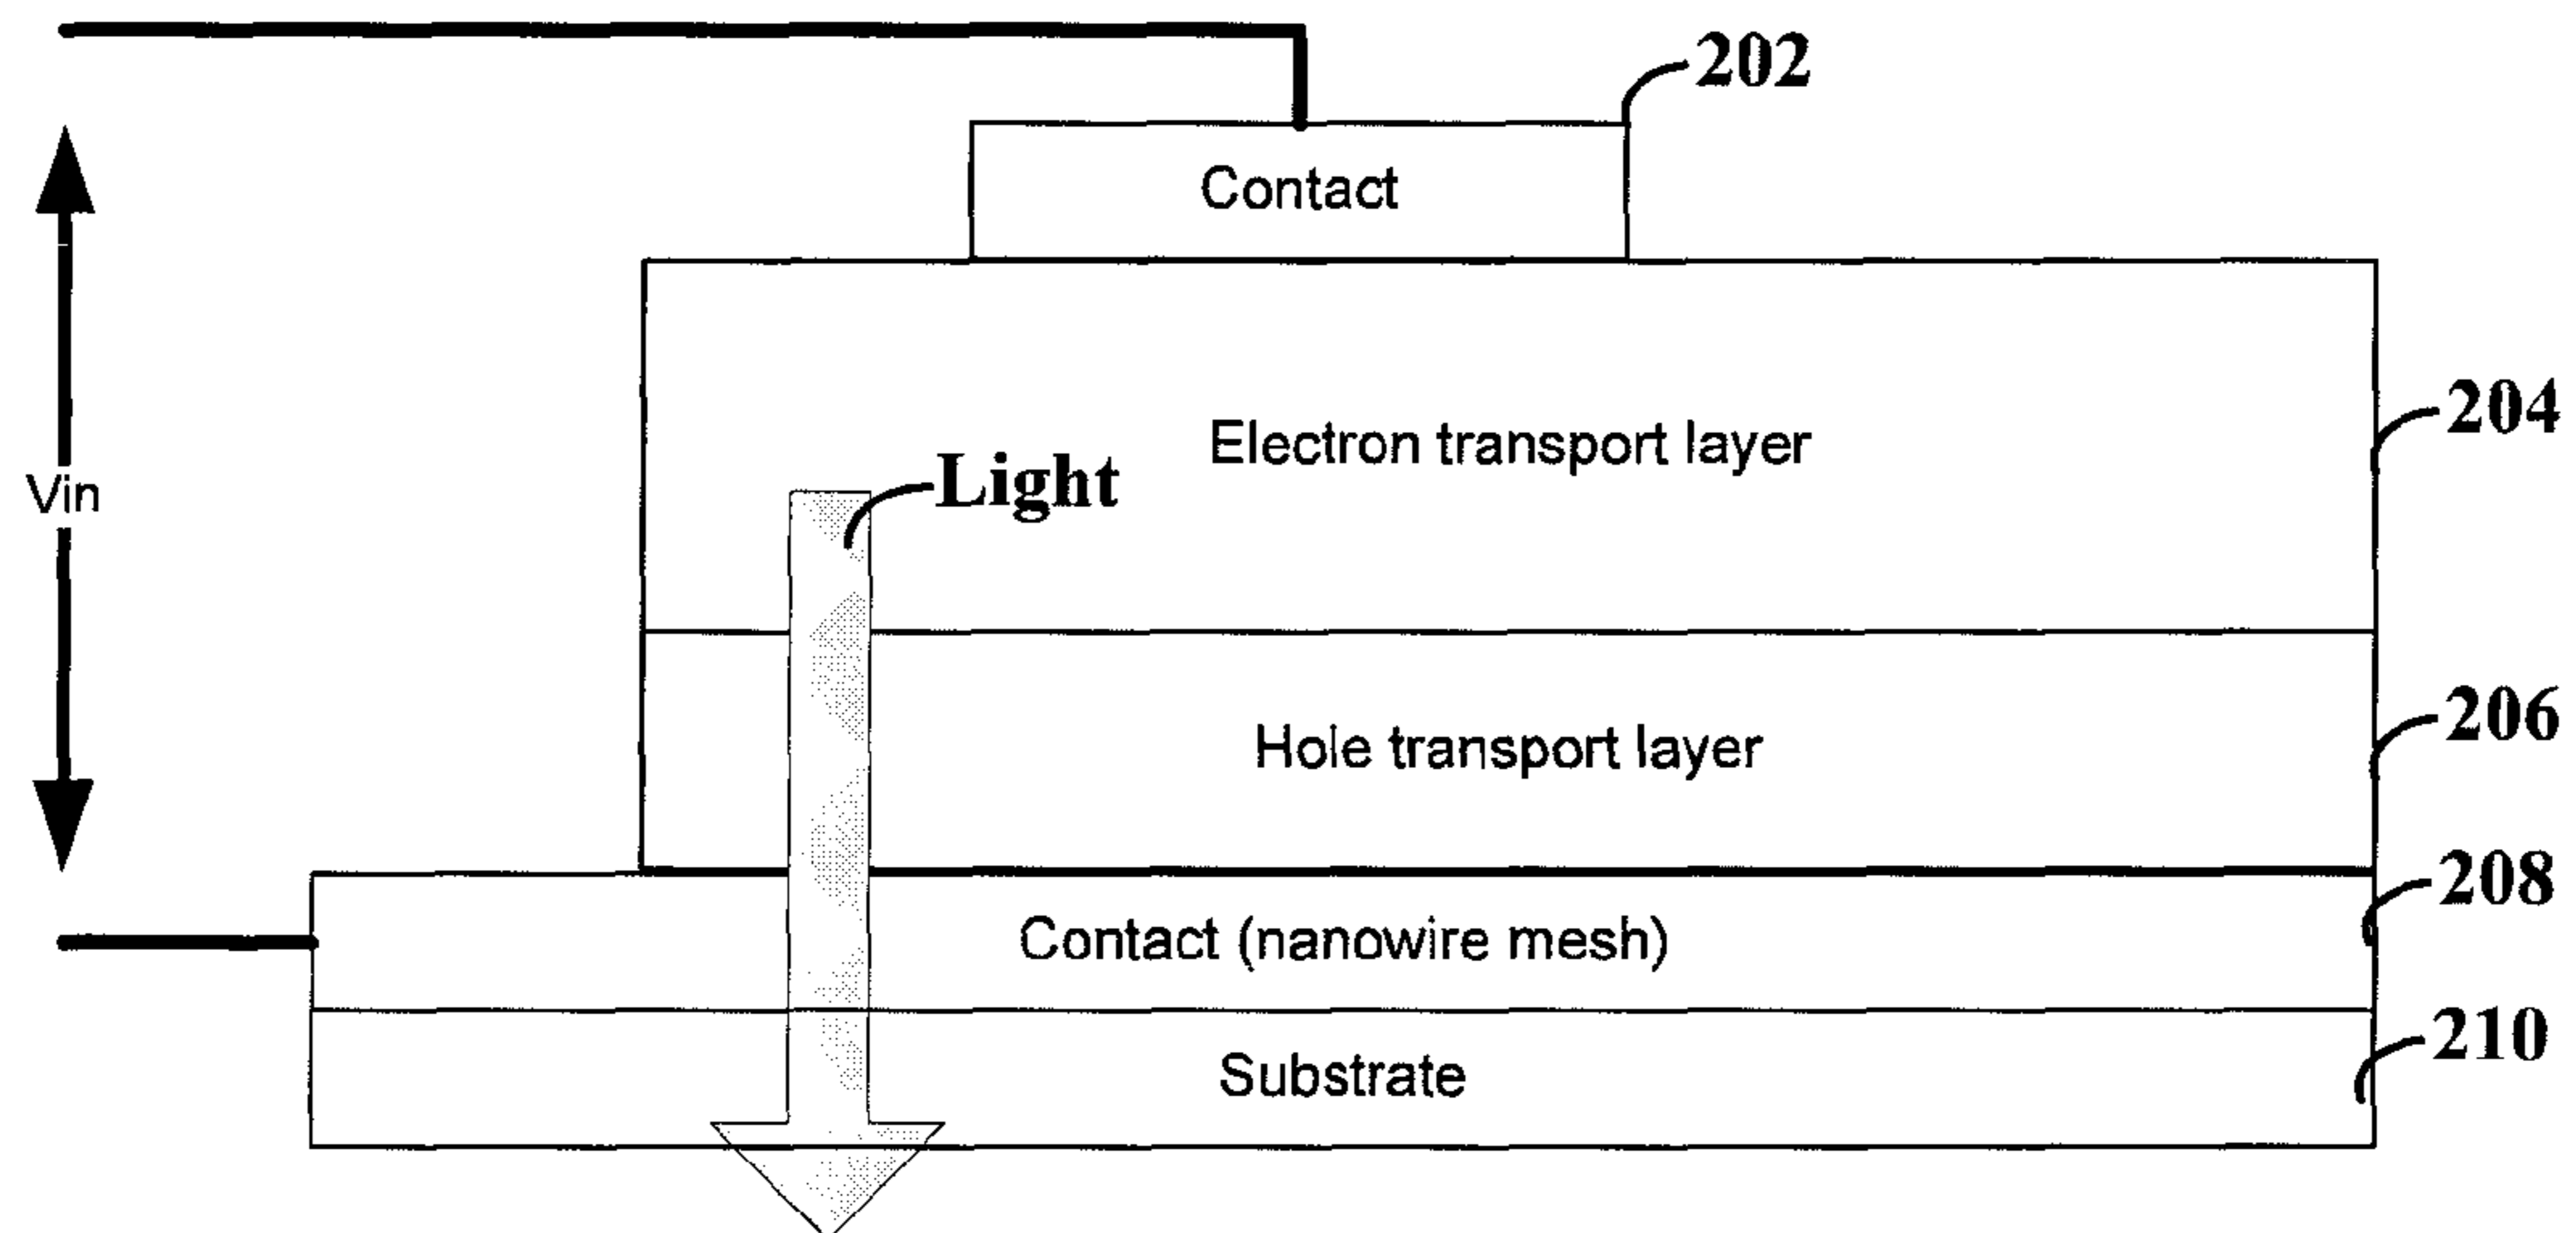 202
Contact
204
Electron transport layer
Light
Vin
206
Hole transport layer
208
Contact (nanowire mesh)
210
Substrate